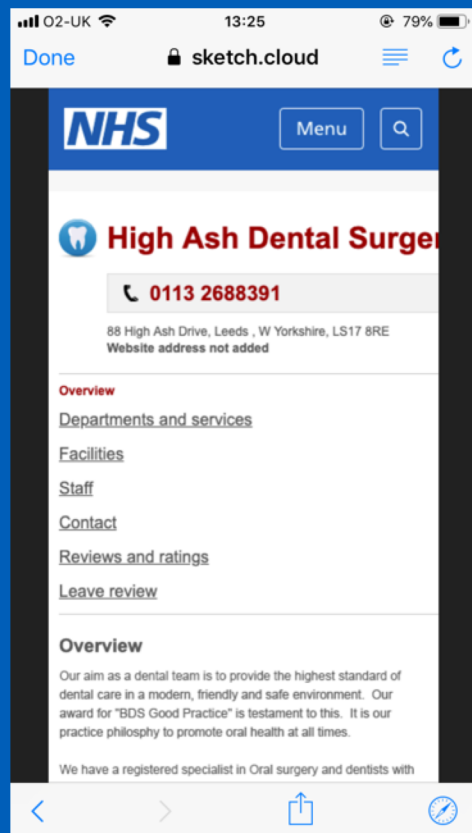 O2-UK 13:25 79%
Done sketch.cloud
NHS Menu
High Ash Dental Surger
0113 2688391
88 High Ash Drive, Leeds , W Yorkshire, LS17 8RE
Website address not added
Overview
Departments and services
Facilities
Staff
Contact
Reviews and ratings
Leave review
Overview
Our aim as a dental team is to provide the highest standard of
dental care in a modern, friendly and safe environment. Our
award for "BDS Good Practice" is testament to this. It is our
practice philosphy to promote oral health at all times.
We have a registered specialist in Oral surgery and dentists with